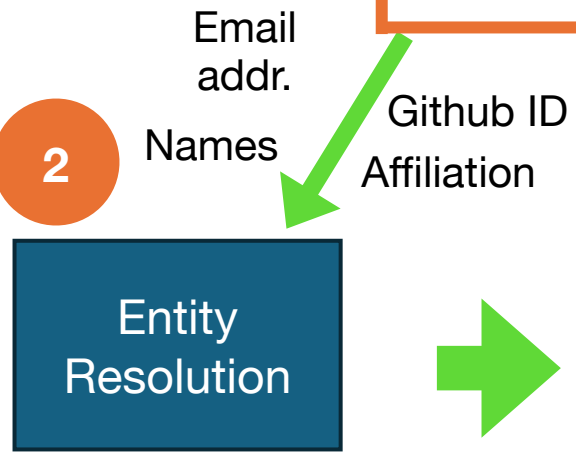 Email
addr.
Github ID
2
Names
Affiliation
Entity
Resolution